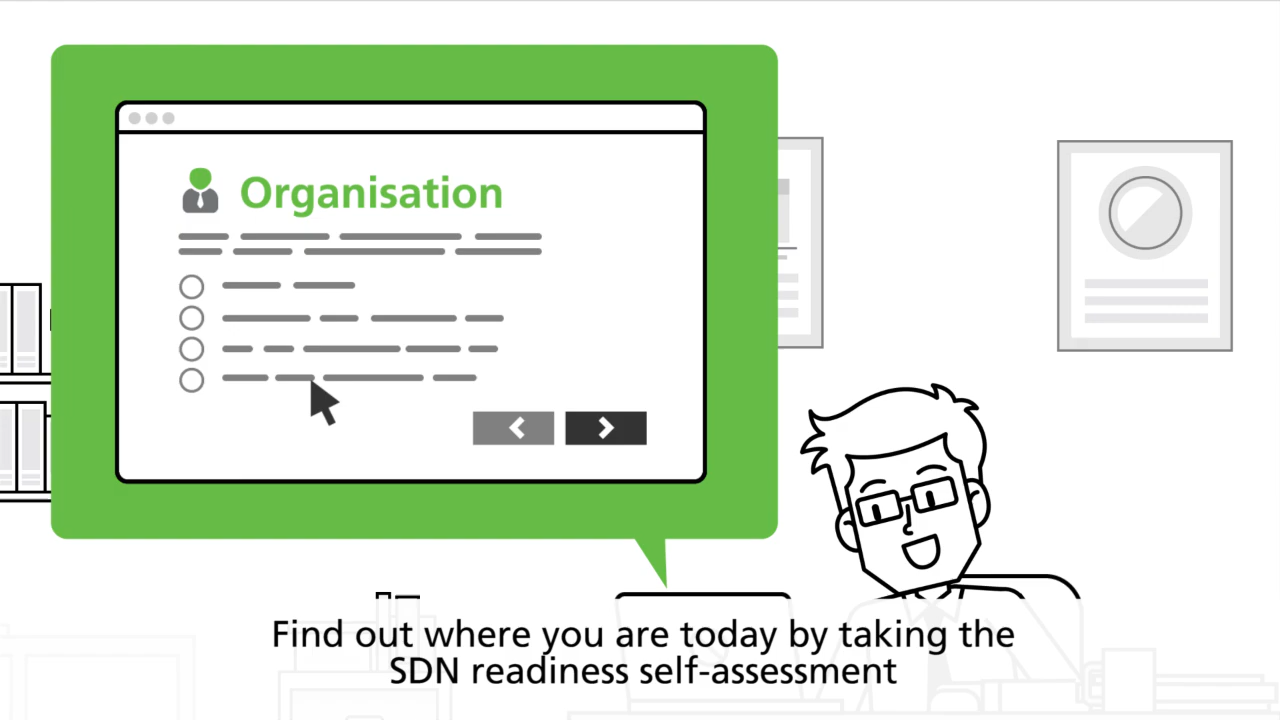 Organisation
Find out where you are today by taking the
SDN readiness self-assessment